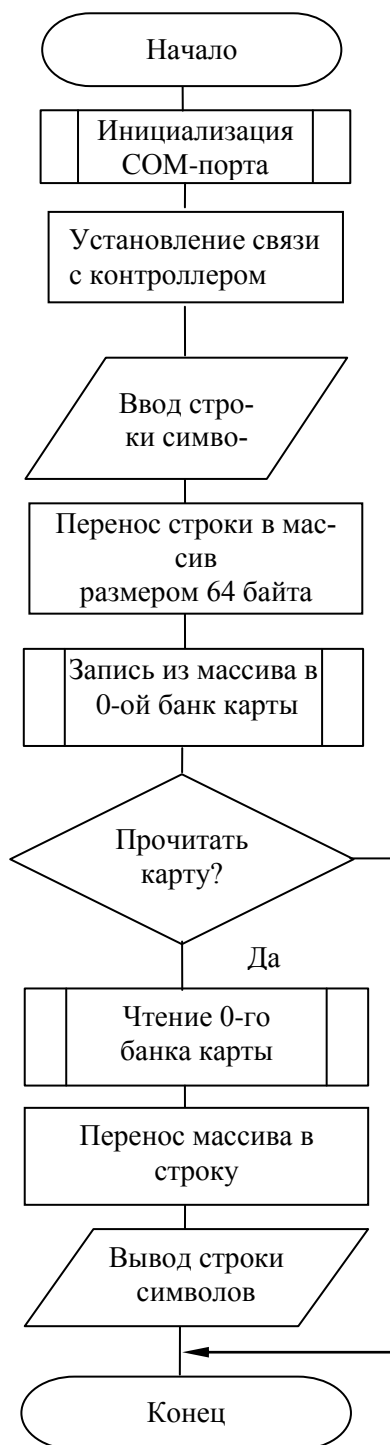 Начало
Инициализация
COM-порта
Установление связи
с контроллером
Ввод стро-
ки симво-
Перенос строки в мас-
сив
размером 64 байта
Запись из массива в
0-ой банк карты
Прочитать
карту?
Да
Чтение 0-го
банка карты
Перенос массива в
строку
Вывод строки
символов
Конец